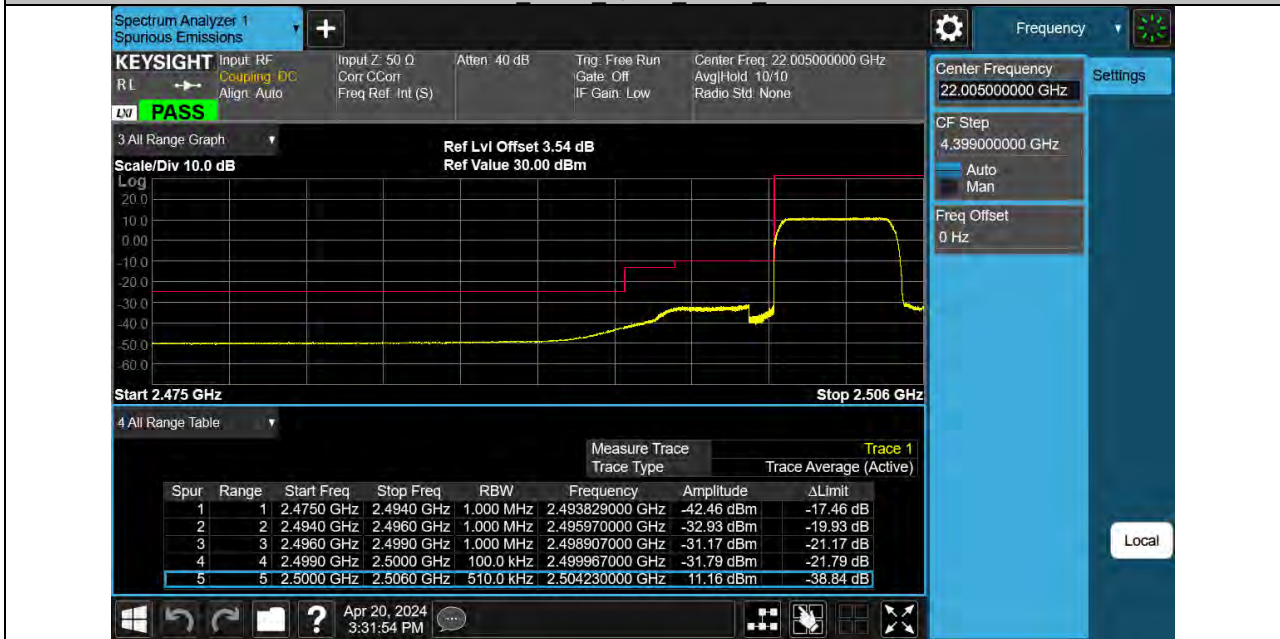 Spectrum Analyzer 1
Spurious Emissions
Frequency
KEYSIGHT
RL
LXI PASS
Input: RF
Coupling: DC
Align: Auto
Input Z: 50 Ω
Corr CCorr
Freq Ref: Int (S)
Atten: 40 dB
Trig: Free Run
Gate: Off
IF Gain: Low
Center Freq: 22.005000000 GHz
Avg|Hold: 10/10
Radio Std: None
3 All Range Graph
Scale/Div 10.0 dB
Ref Lvl Offset 3.54 dB
Ref Value 30.00 dBm
Log
20.0
10.0
0.00
-10.0
-20.0
-30.0
-40.0
-50.0
-60.0
Start 2.475 GHz
Stop 2.506 GHz
4 All Range Table
Measure Trace Trace 1
Trace Type Trace Average (Active)
Spur Range Start Freq Stop Freq RBW Frequency Amplitude ΔLimit
1 1 2.4750 GHz 2.4940 GHz 1.000 MHz 2.493829000 GHz -42.46 dBm -17.46 dB
2 2 2.4940 GHz 2.4960 GHz 1.000 MHz 2.495970000 GHz -32.93 dBm -19.93 dB
3 3 2.4960 GHz 2.4990 GHz 1.000 MHz 2.498907000 GHz -31.17 dBm -21.17 dB
4 4 2.4990 GHz 2.5000 GHz 100.0 kHz 2.499967000 GHz -31.79 dBm -21.79 dB
5 5 2.5000 GHz 2.5060 GHz 510.0 kHz 2.504230000 GHz 11.16 dBm -38.84 dB
Center Frequency
22.005000000 GHz
Settings
CF Step
4.399000000 GHz
Auto
Man
Freq Offset
0 Hz
Local
Apr 20, 2024
3:31:54 PM